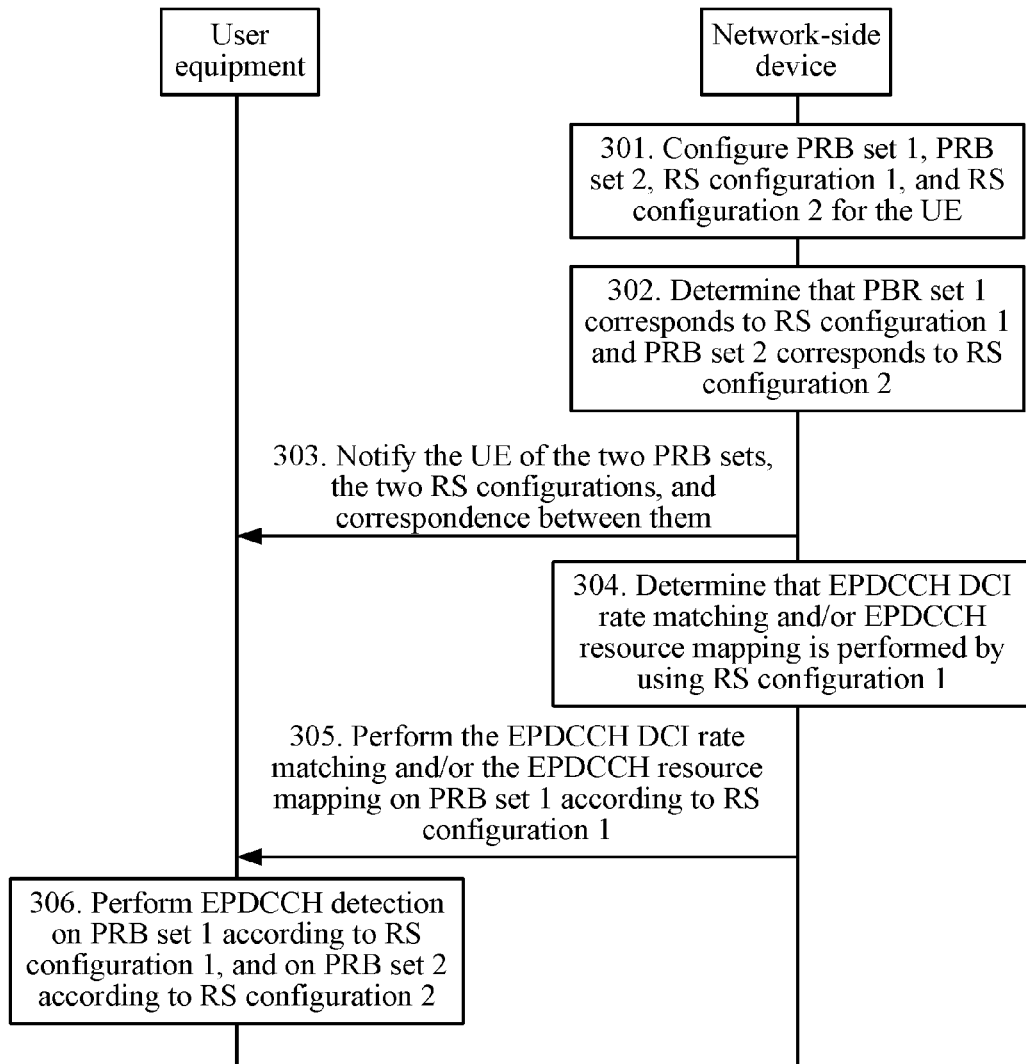 User
equipment
Network-side
device
301. Configure PRB set 1, PRB
set 2, RS configuration 1, and RS
configuration 2 for the UE
302. Determine that PBR set 1
corresponds to RS configuration 1
and PRB set 2 corresponds to RS
configuration 2
303. Notify the UE of the two PRB sets,
the two RS configurations, and
correspondence between them
304. Determine that EPDCCH DCI
rate matching and/or EPDCCH
resource mapping is performed by
using RS configuration 1
305. Perform the EPDCCH DCI rate
matching and/or the EPDCCH resource
mapping on PRB set 1 according to RS
configuration 1
306. Perform EPDCCH detection
on PRB set 1 according to RS
configuration 1, and on PRB set 2
according to RS configuration 2